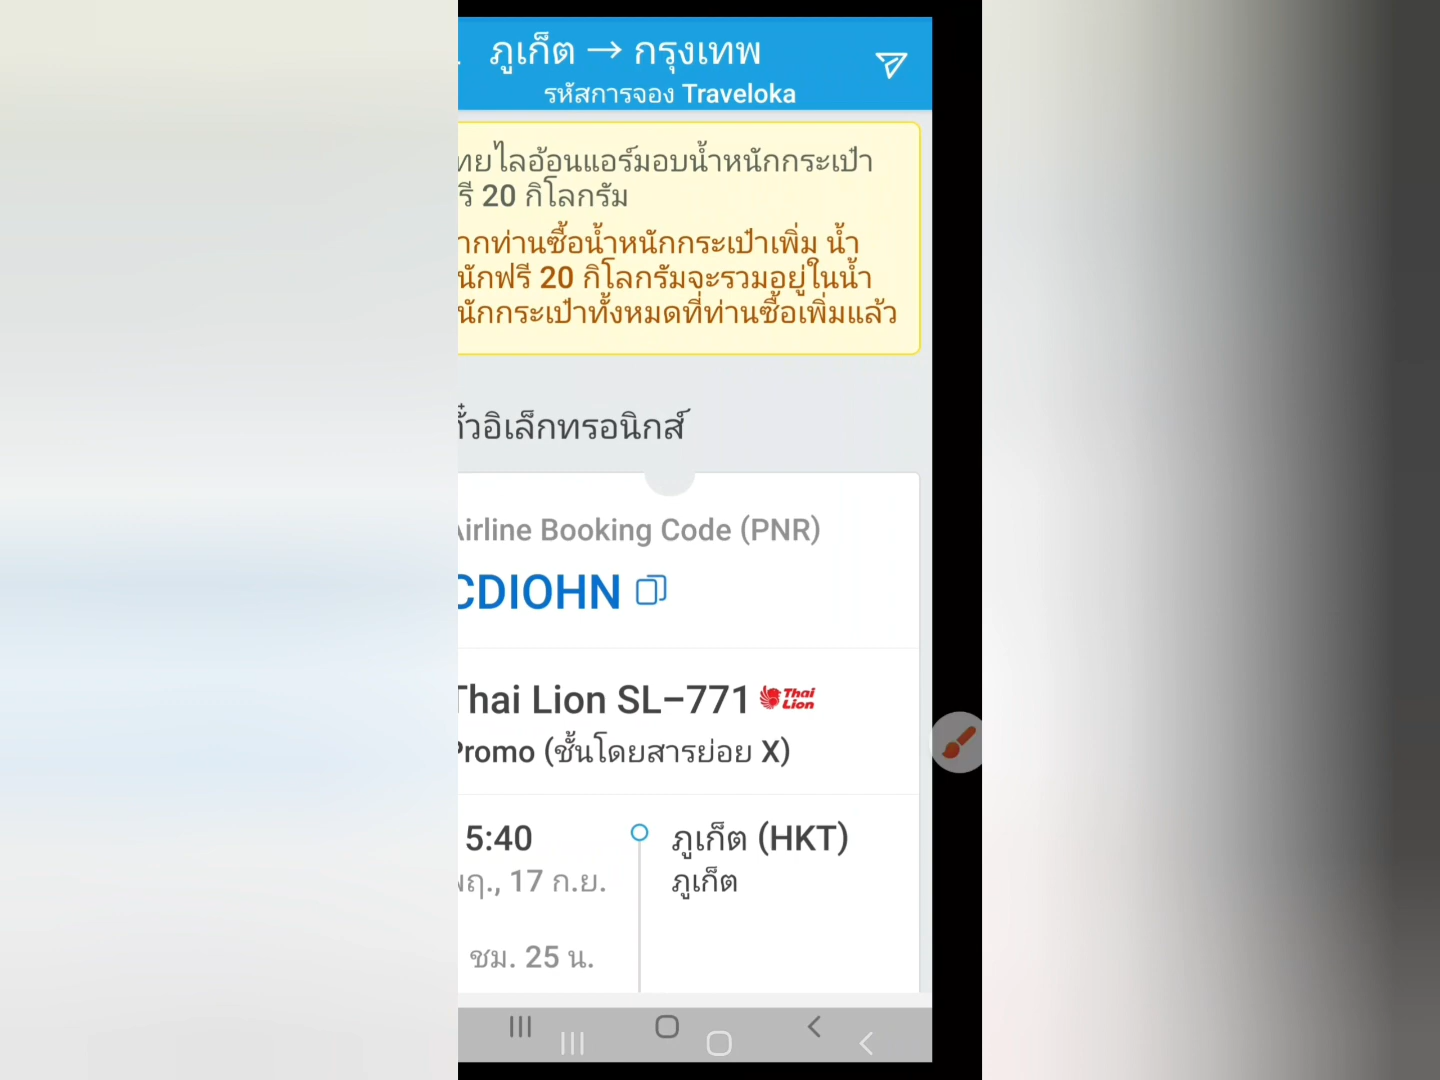 ภูเก็ต → กรุงเทพ
รหัสการจอง Traveloka
ทยไลอ้อนแอร์มอบน้ำหนักกระเป๋า
รี 20 กิโลกรัม
ากท่านซื้อน้ำหนักกระเป๋าเพิ่ม น้ำ
นักฟรี 20 กิโลกรัมจะรวมอยู่ในน้ำ
นักกระเป๋าทั้งหมดที่ท่านซื้อเพิ่มแล้ว
ตั๋วอิเล็กทรอนิกส์
Airline Booking Code (PNR)
CDIOHN
Thai Lion SL–771 Thai Lion
Promo (ชั้นโดยสารย่อย X)
5:40 ภูเก็ต (HKT)
พฤ., 17 ก.ย. ภูเก็ต
ชม. 25 น.